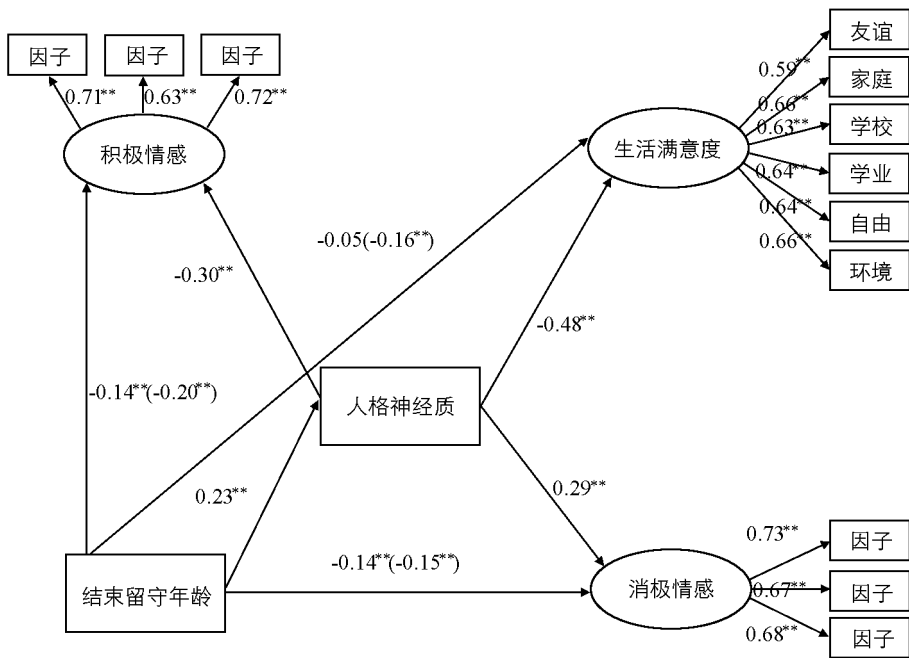 因子
因子
因子
友谊
家庭
学校
学业
自由
环境
0.71**
0.63**
0.72**
0.59**
0.66**
0.63**
0.64**
0.64**
0.66**
积极情感
生活满意度
-0.05(-0.16**)
-0.30**
-0.48**
-0.14**(-0.20**)
人格神经质
0.23**
0.29**
-0.14**(-0.15**)
结束留守年龄
消极情感
0.73**
0.67**
0.68**
因子
因子
因子